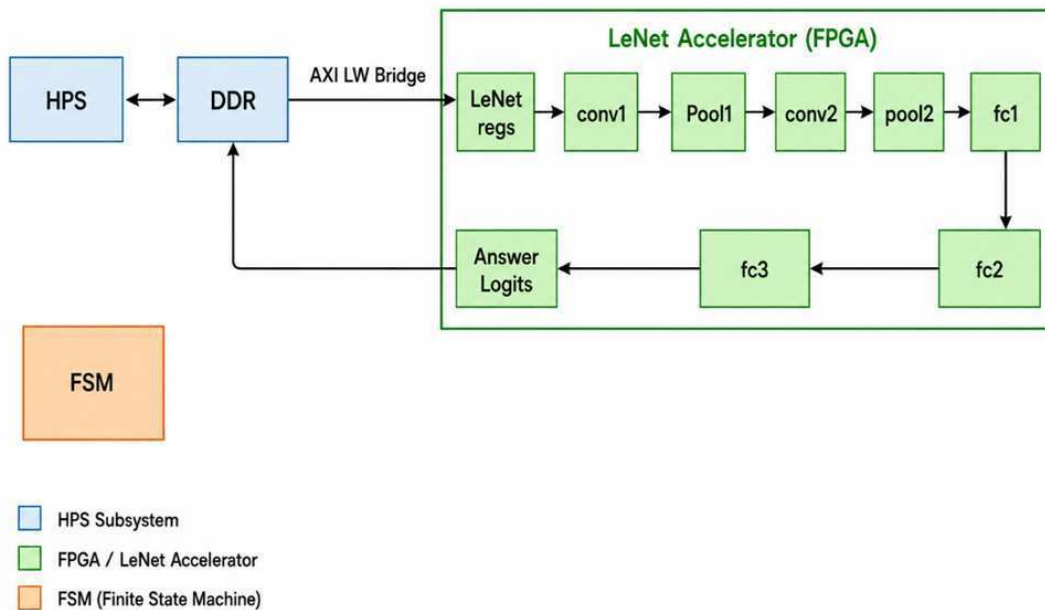 LeNet Accelerator (FPGA)
HPS
DDR
AXI LW Bridge
LeNet
regs
conv1
Pool1
conv2
pool2
fc1
Answer
Logits
fc3
fc2
FSM
HPS Subsystem
FPGA / LeNet Accelerator
FSM (Finite State Machine)